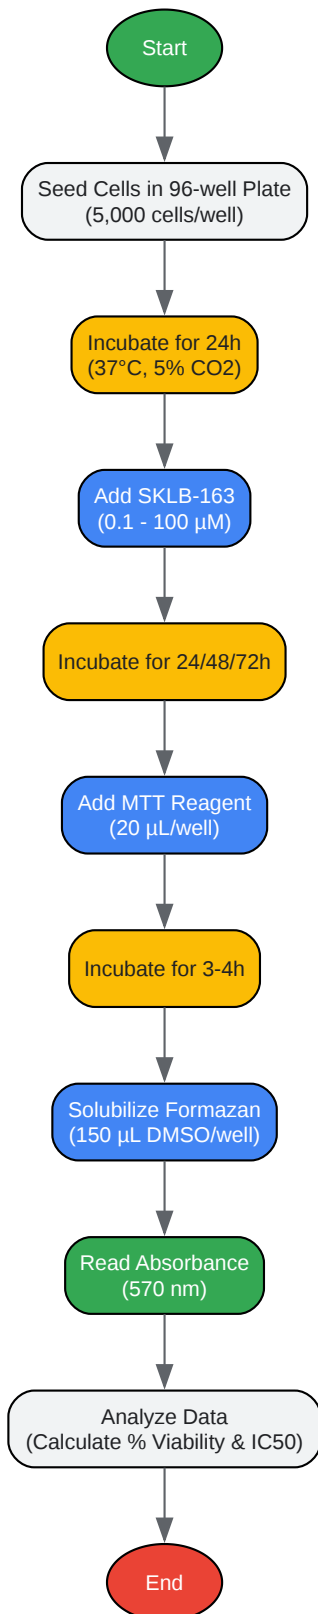 Start
Seed Cells in 96-well Plate
(5,000 cells/well)
Incubate for 24h
(37°C, 5% CO2)
Add SKLB-163
(0.1 - 100 µM)
Incubate for 24/48/72h
Add MTT Reagent
(20 µL/well)
Incubate for 3-4h
Solubilize Formazan
(150 µL DMSO/well)
Read Absorbance
(570 nm)
Analyze Data
(Calculate % Viability & IC50)
End